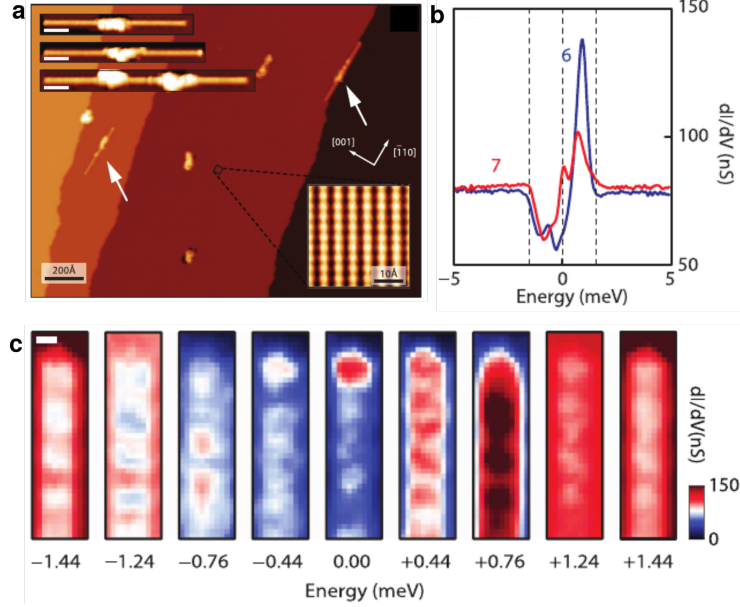 a
[001]
[1̄10]
200Å
10Å
b
150
100
50
dI/dV (nS)
6
7
−5
0
5
Energy (meV)
c
dI/dV(nS)
150
0
−1.44 −1.24 −0.76 −0.44 0.00 +0.44 +0.76 +1.24 +1.44
Energy (meV)